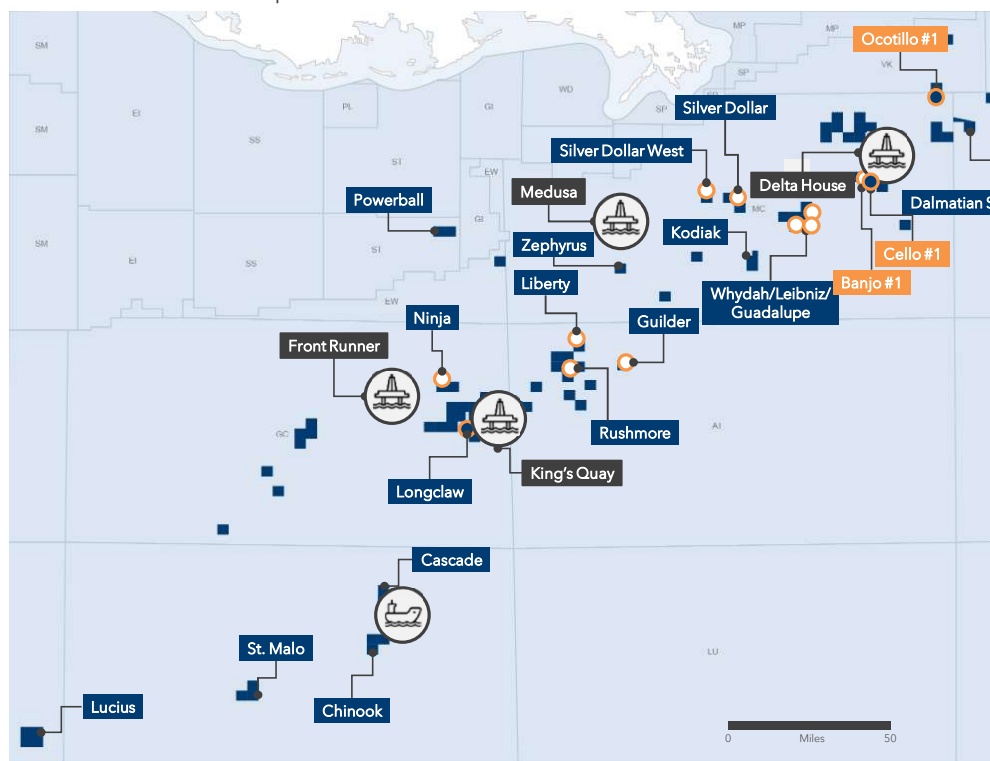 MP
MP
Ocotillo #1
SM
VK
SP
WD
PL
GI
SP
EI
SS
SM
Silver Dollar
ST
Silver Dollar West
EW
Medusa
Delta House
Powerball
MC
Dalmatian S
GI
Kodiak
Zephyrus
SM
ST
EI
SS
Cello #1
Liberty
Banjo #1
Whydah/Leibniz/
Guadalupe
EW
Ninja
Guilder
Front Runner
AT
GC
Rushmore
King's Quay
Longclaw
Cascade
St. Malo
LU
Lucius
Chinook
0 Miles 50